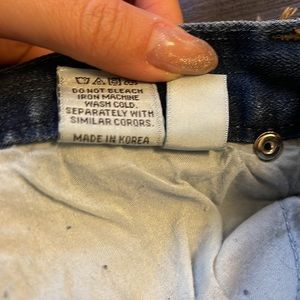 DO NOT BLEACH
IRON MACHINE
WASH COLD.
SEPARATELY WITH
SIMILAR CORORS.
MADE IN KOREA